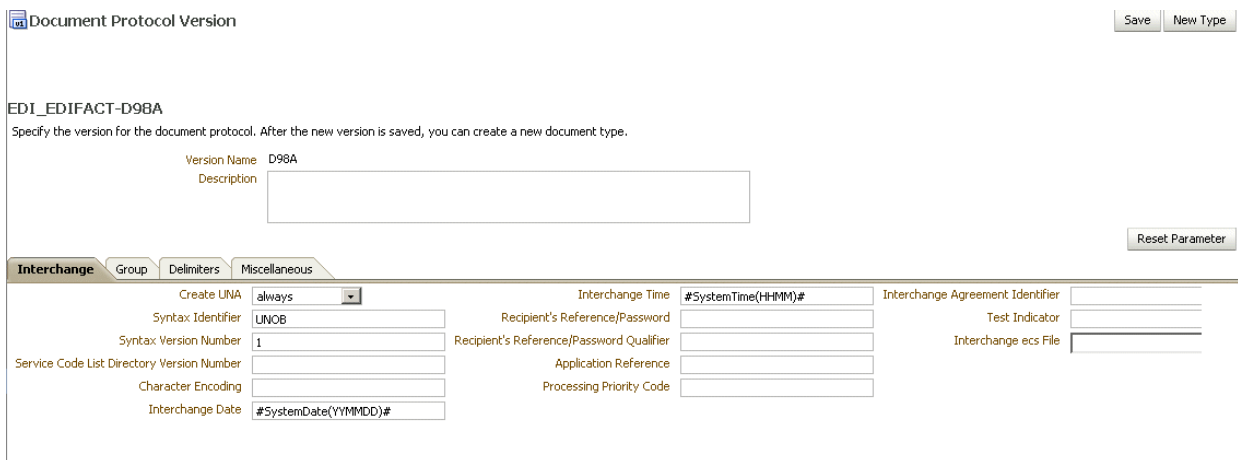 Document Protocol Version
Save
New Type
EDI_EDIFACT-D98A
Specify the version for the document protocol. After the new version is saved, you can create a new document type.
Version Name D98A
Description
Reset Parameter
Interchange Group Delimiters Miscellaneous
Create UNA always Interchange Time #SystemTime(HHMM)# Interchange Agreement Identifier
Syntax Identifier UNOB Recipient's Reference/Password Test Indicator
Syntax Version Number 1 Recipient's Reference/Password Qualifier Interchange ecs File
Service Code List Directory Version Number Application Reference
Character Encoding Processing Priority Code
Interchange Date #SystemDate(YYMMDD)#